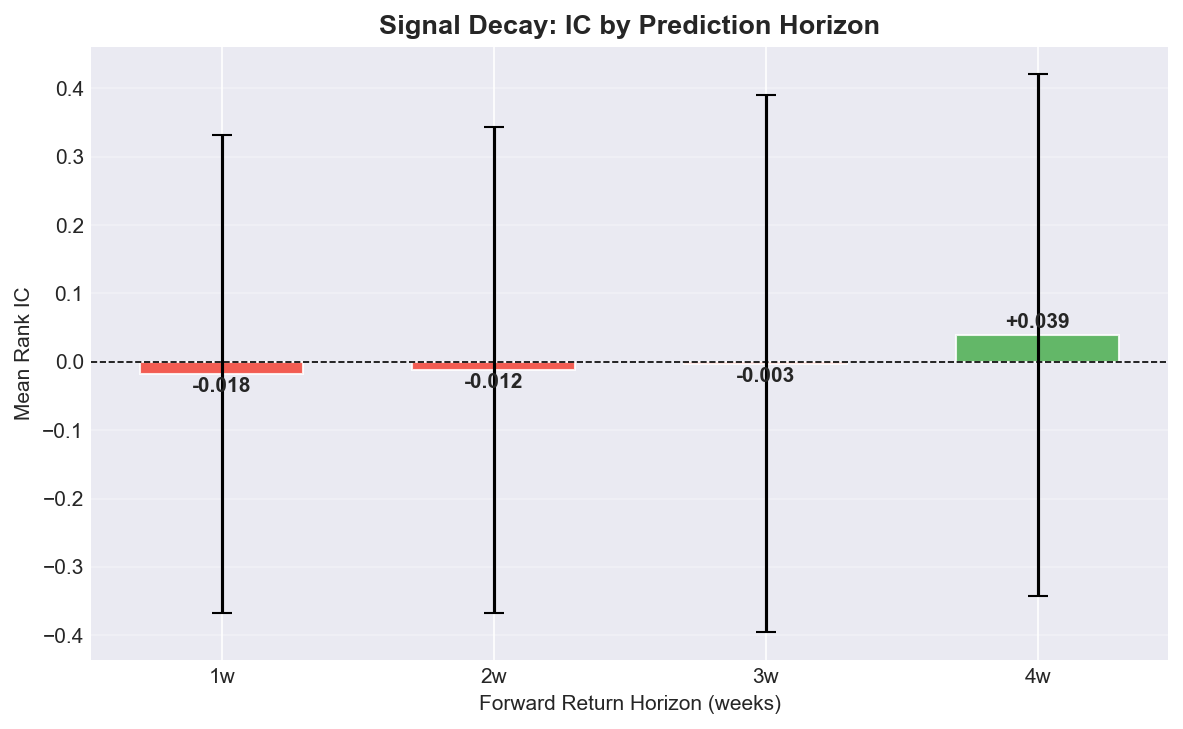 Signal Decay: IC by Prediction Horizon
Mean Rank IC
0.4
0.3
0.2
0.1
0.0
−0.1
−0.2
−0.3
−0.4
-0.018
-0.012
-0.003
+0.039
1w
2w
3w
4w
Forward Return Horizon (weeks)